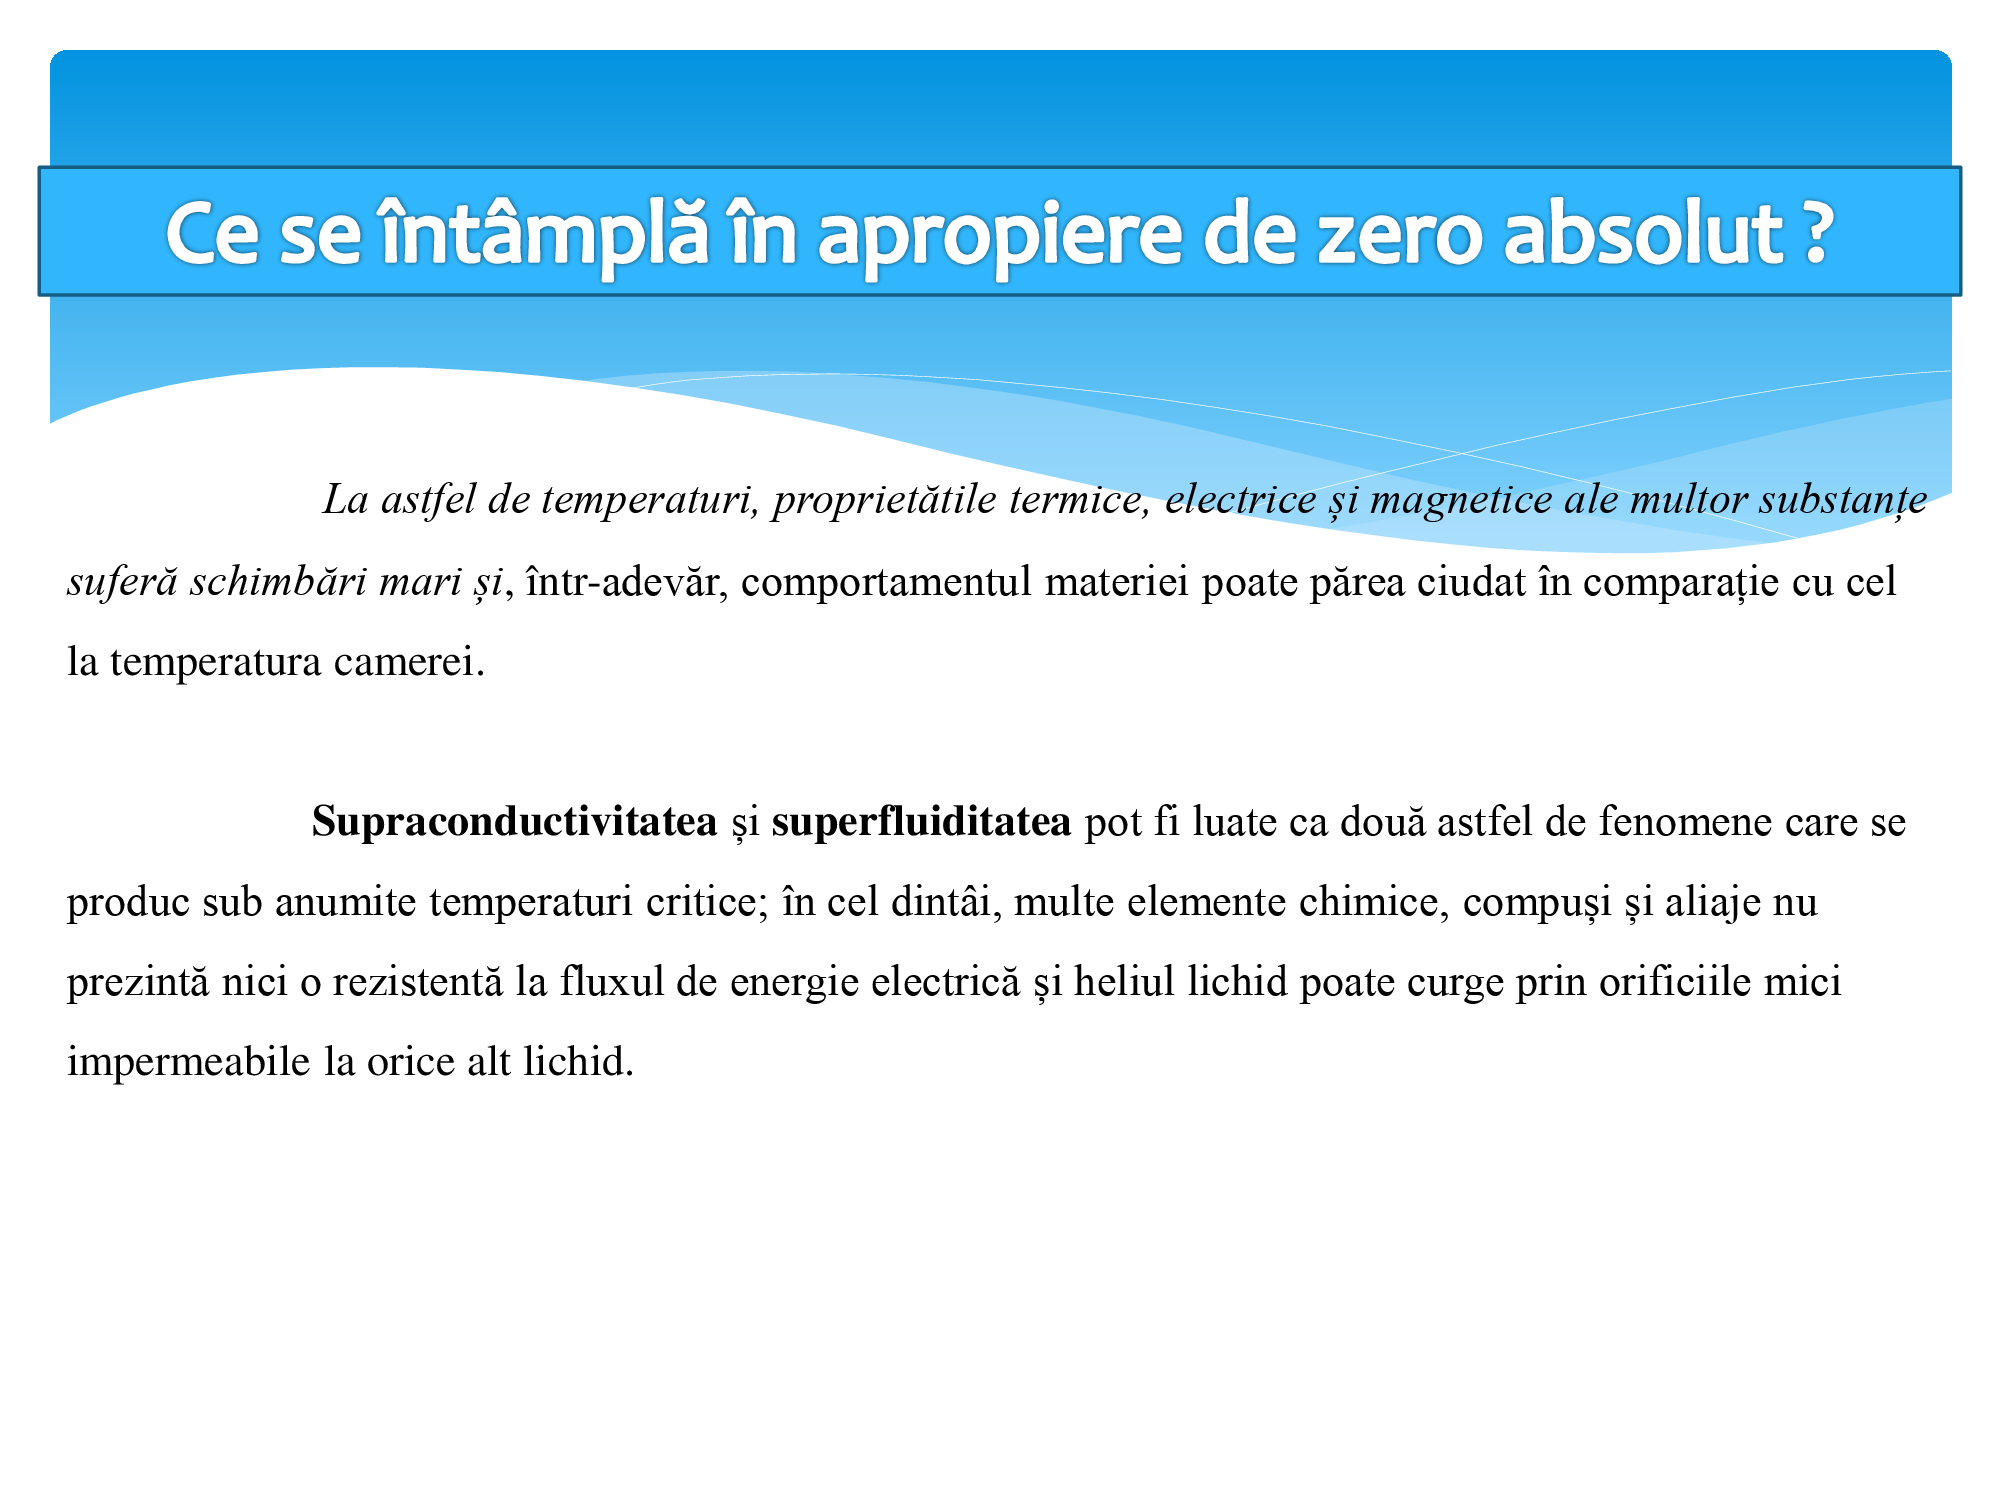 Ce se întâmplă în apropiere de zero absolut ?
La astfel de temperaturi, proprietătile termice, electrice și magnetice ale multor substanțe
suferă schimbări mari și, într-adevăr, comportamentul materiei poate părea ciudat în comparație cu cel
la temperatura camerei.
Supraconductivitatea și superfluiditatea pot fi luate ca două astfel de fenomene care se
produc sub anumite temperaturi critice; în cel dintâi, multe elemente chimice, compuși și aliaje nu
prezintă nici o rezistentă la fluxul de energie electrică și heliul lichid poate curge prin orificiile mici
impermeabile la orice alt lichid.